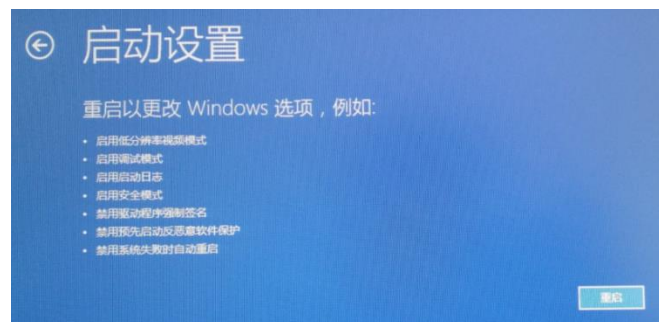 启动设置
重启以更改 Windows 选项，例如:
• 启用低分辨率视频模式
• 启用调试模式
• 启用启动日志
• 启用安全模式
• 禁用驱动程序强制签名
• 禁用预先启动反恶意软件保护
• 禁用系统失败时自动重启
重启